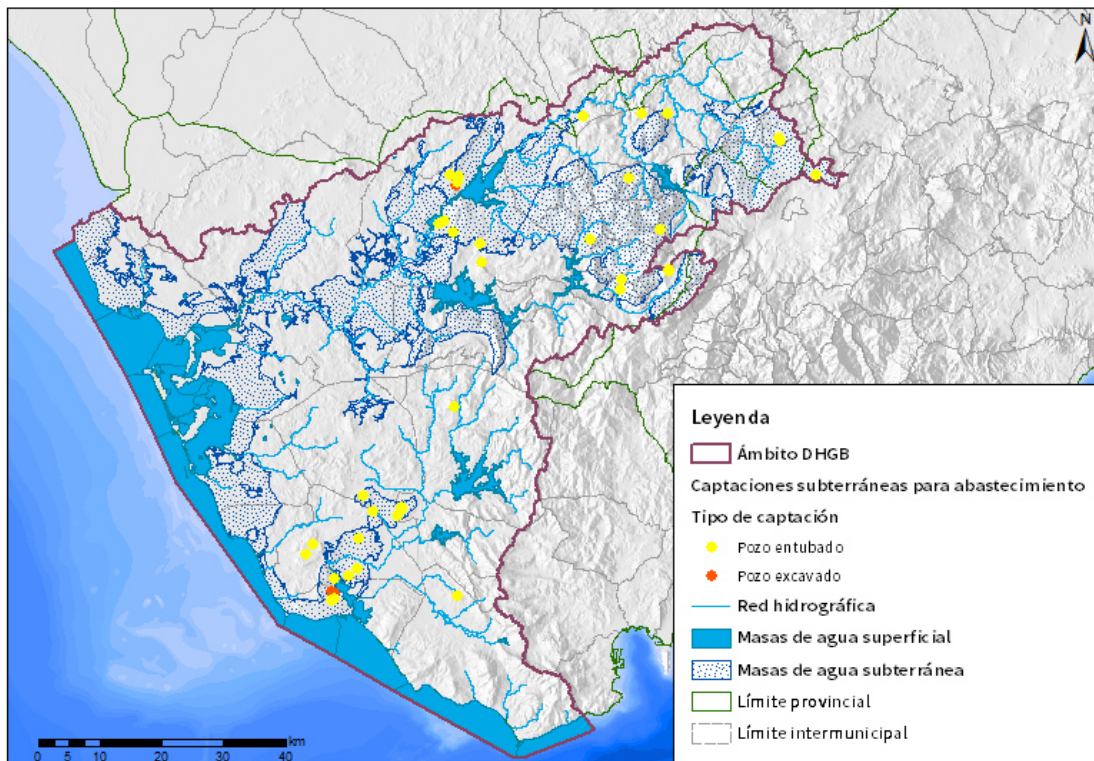 N
Leyenda
Ámbito DHGB
Captaciones subterráneas para abastecimiento
Tipo de captación
Pozo entubado
Pozo excavado
Red hidrográfica
Masas de agua superficial
Masas de agua subterránea
Límite provincial
Límite intermunicipal
km
0 5 10 20 30 40